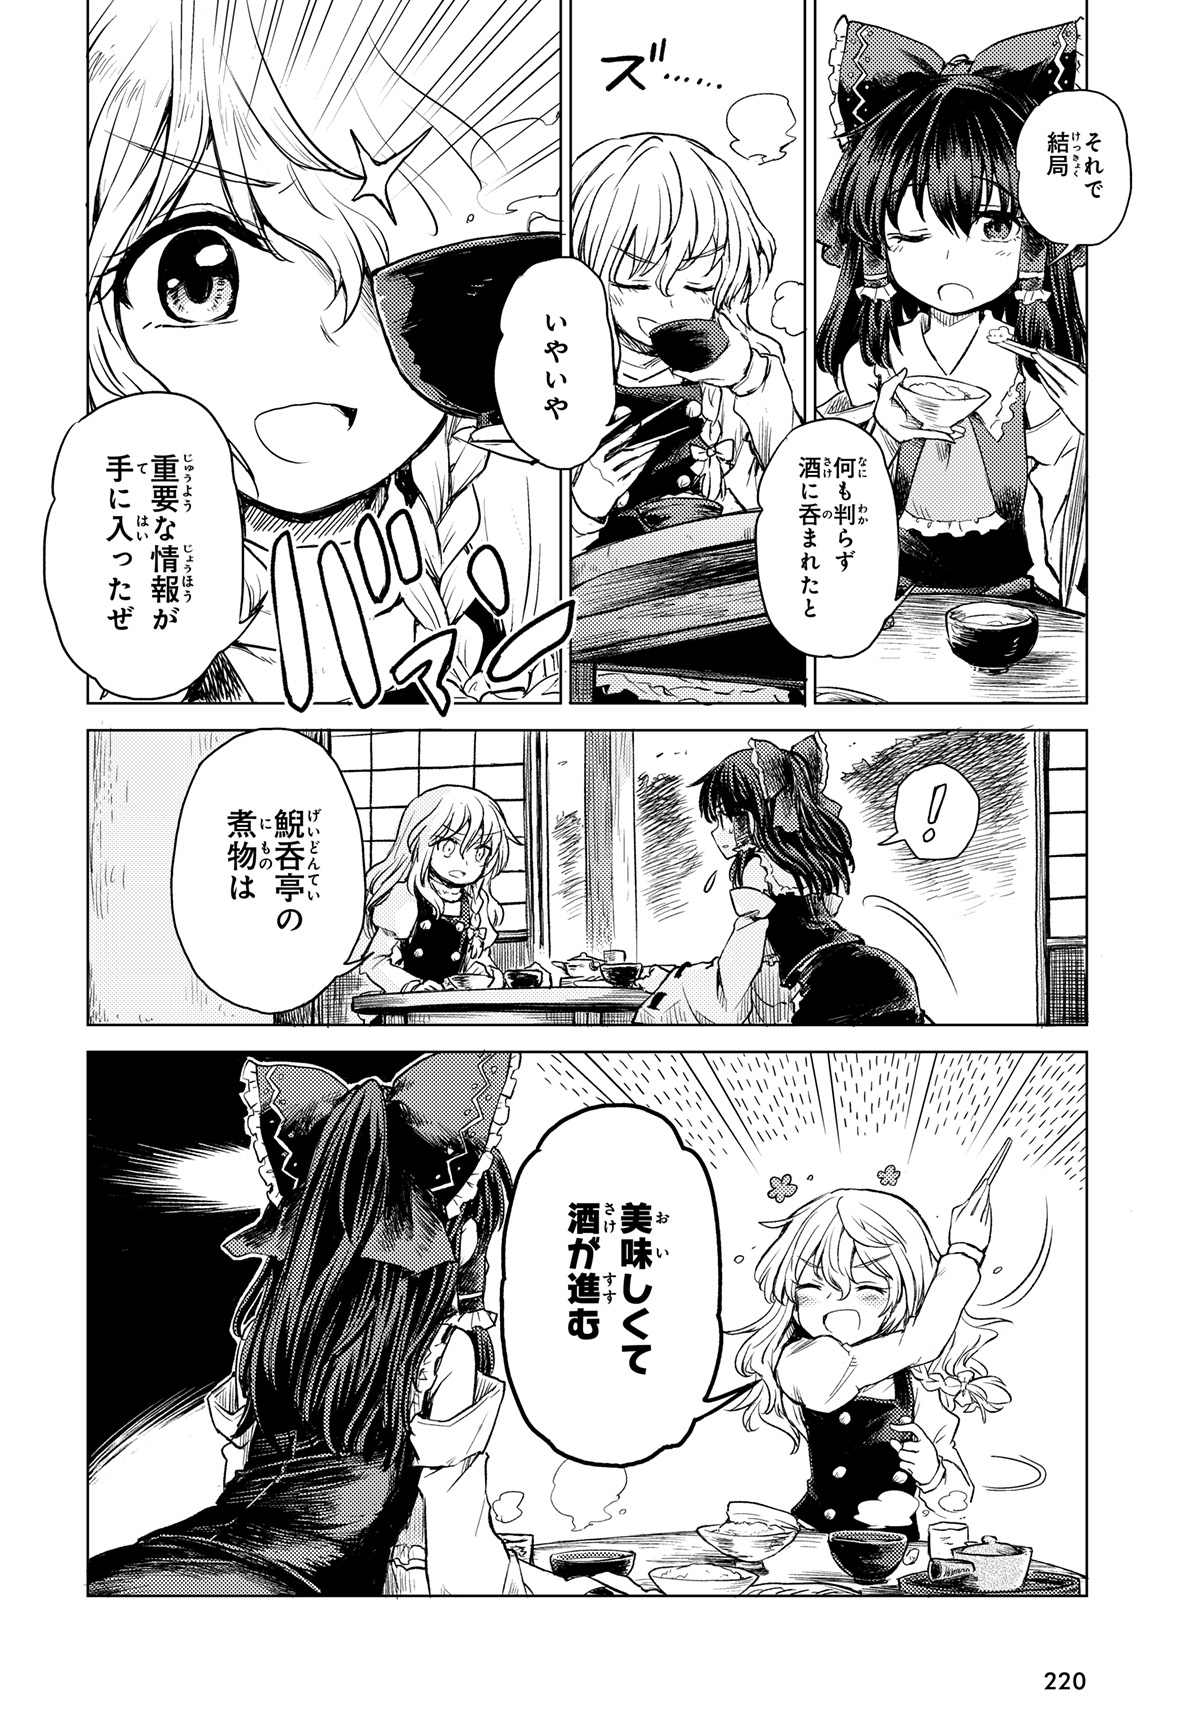 それで
結局
何も判らず
酒に呑まれたと
ズ……
いやいや
重要な情報が
手に入ったぜ
バァン
！
鯢呑亭の
煮物は
美味しくて
酒が進む
220